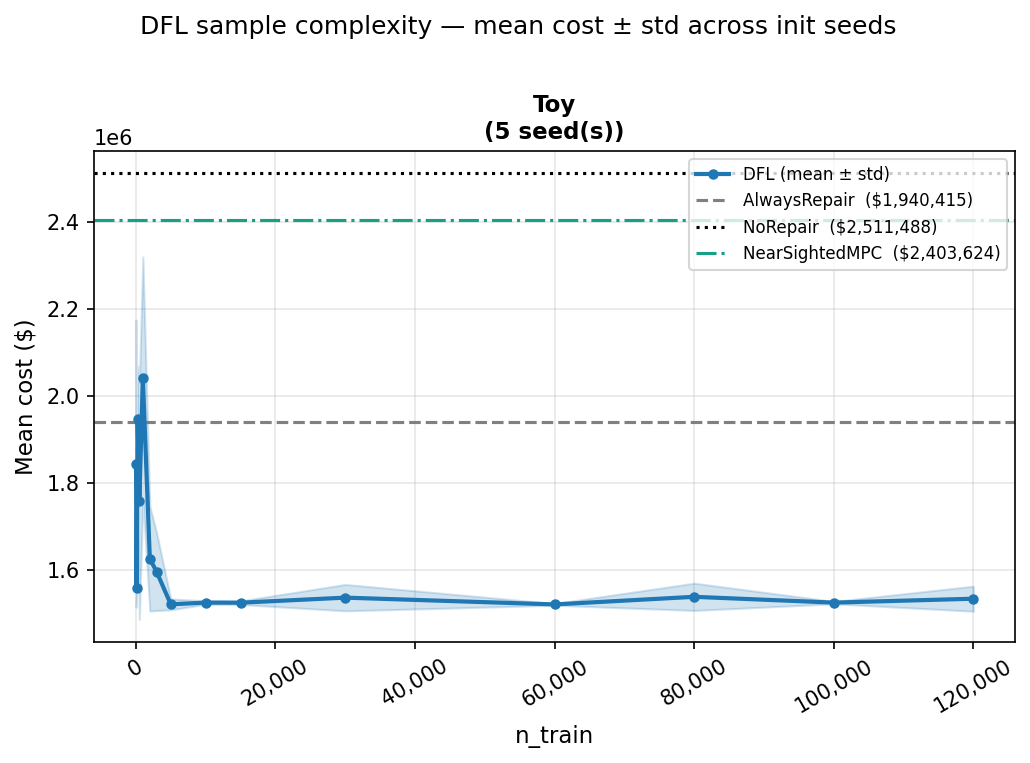 DFL sample complexity — mean cost ± std across init seeds
Toy
(5 seed(s))
1e6
DFL (mean ± std)
AlwaysRepair ($1,940,415)
NoRepair ($2,511,488)
NearSightedMPC ($2,403,624)
2.4
2.2
2.0
1.8
1.6
Mean cost ($)
0
20,000
40,000
60,000
80,000
100,000
120,000
n_train